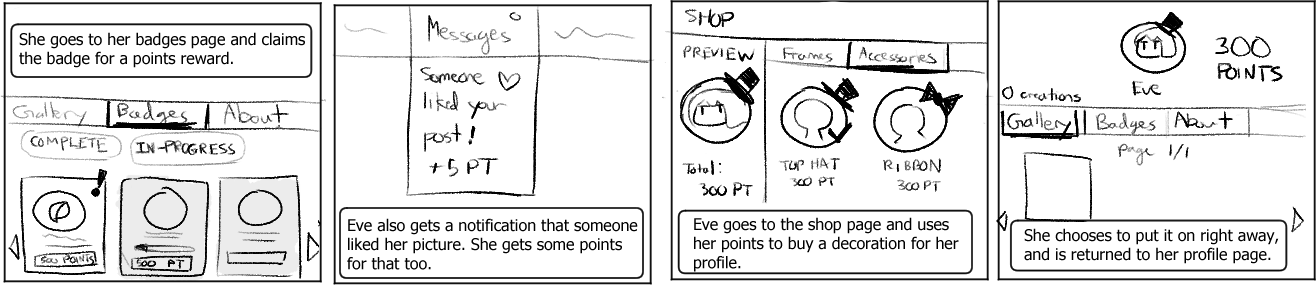 She goes to her badges page and claims
the badge for a points reward.
Gallery Badges About
COMPLETE IN-PROGRESS
!
500 POINTS 500 PT
Messages
Someone ♡
liked your
post!
+5 PT
Eve also gets a notification that someone
liked her picture. She gets some points
for that too.
SHOP
PREVIEW
Frames Accessories
Total:
300 PT
TOP HAT
300 PT
RIBBON
300 PT
Eve goes to the shop page and uses
her points to buy a decoration for her
profile.
300
POINTS
Eve
0 creations
Gallery Badges About
Page 1/1
She chooses to put it on right away,
and is returned to her profile page.